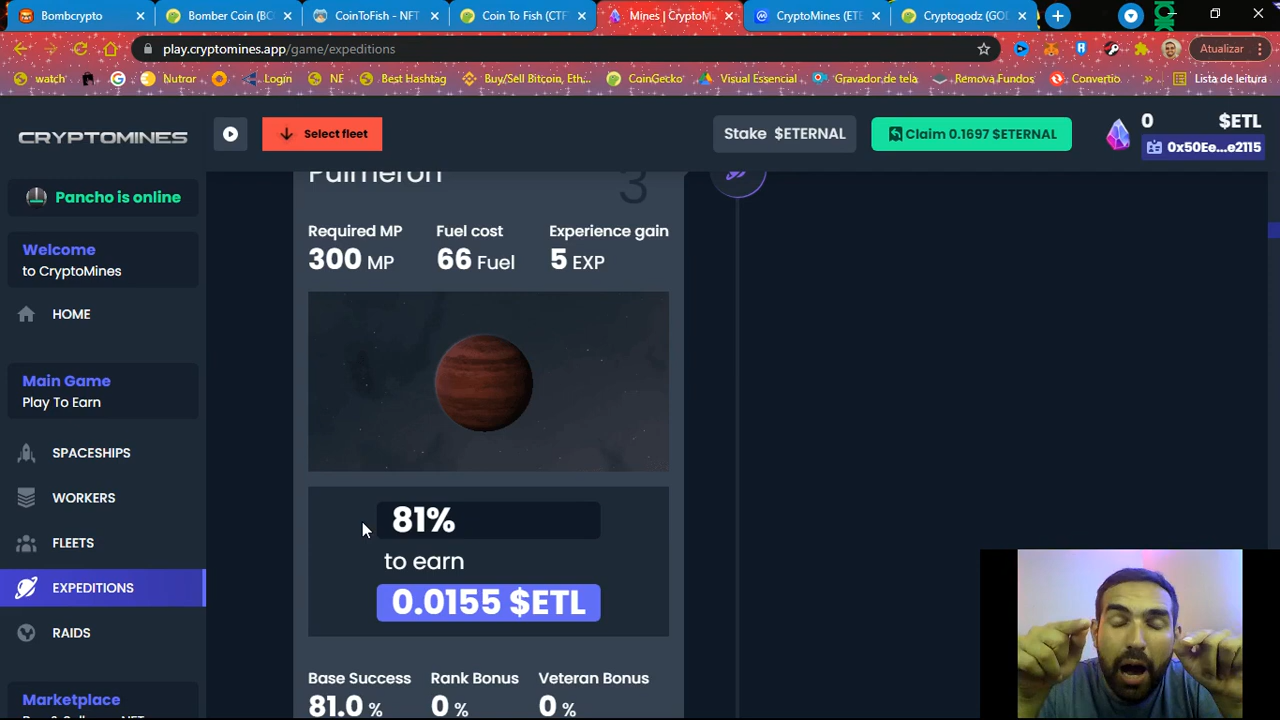 Bombcrypto
Bomber Coin (BC
CoinToFish - NFT
Coin To Fish (CTF
Mines | CryptoMi
CryptoMines (ETE
Cryptogodz (GOD
play.cryptomines.app/game/expeditions
Atualizar
watch
Nutror
Login
NF
Best Hashtag
Buy/Sell Bitcoin, Eth...
CoinGecko
Visual Essencial
Gravador de tela
Remova Fundos
Convertio
»
Lista de leitura
CRYPTOMINES
Select fleet
Stake $ETERNAL
Claim 0.1697 $ETERNAL
0 $ETL
0x50Ee...e2115
Pancho is online
Welcome
to CryptoMines
HOME
Main Game
Play To Earn
SPACESHIPS
WORKERS
FLEETS
EXPEDITIONS
RAIDS
Marketplace
3
Required MP Fuel cost Experience gain
300 MP 66 Fuel 5 EXP
81%
to earn
0.0155 $ETL
Base Success Rank Bonus Veteran Bonus
81.0 % 0 % 0 %